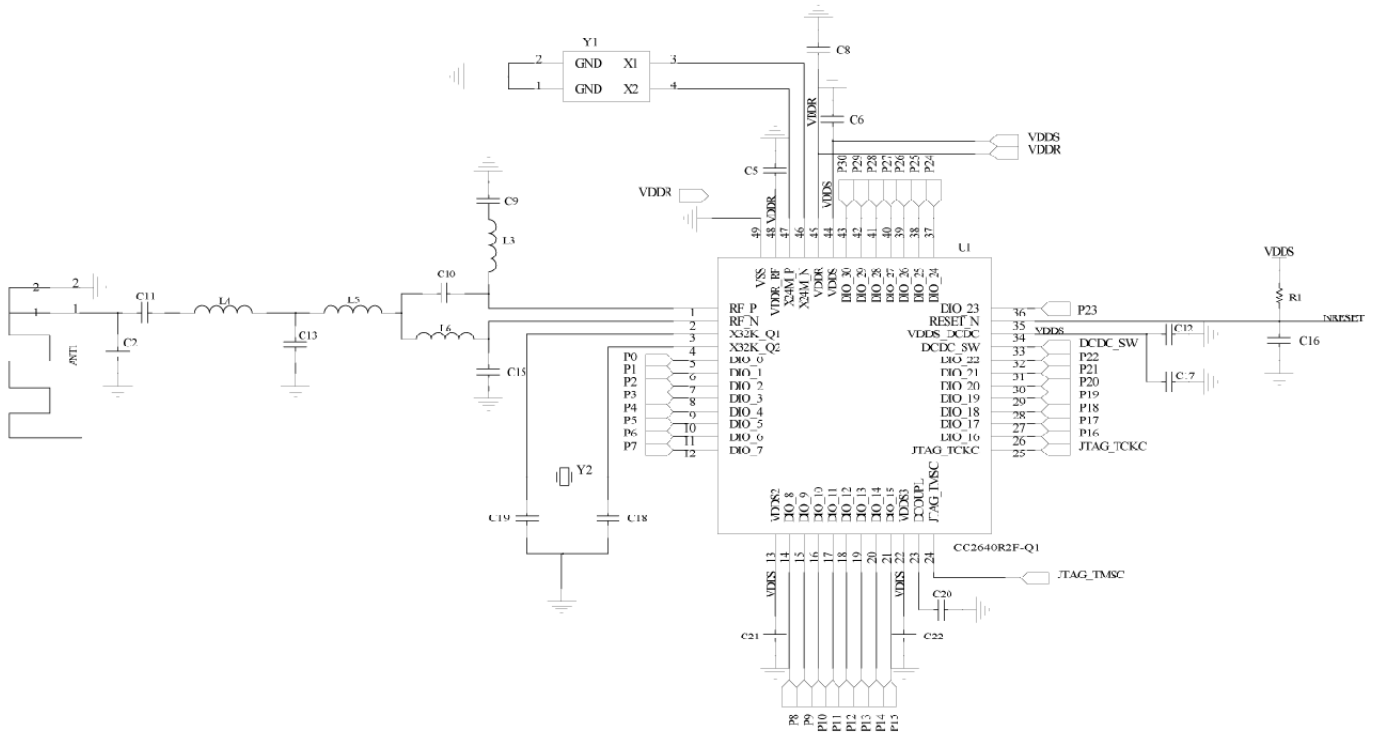 C8
Y1
2 GND X1 3
1 GND X2 4
VDDR
C6
VDDS
VDDR
C5
P30
P29
P28
P27
P26
P25
P24
VDDR
VDDR
VDDS
C9
L3
49
48
47
46
45
44
43
42
41
40
39
38
37
U1
VSS
VDDR_RF
X24M_P
X24M_N
VDDR
VDDS
DIO_30
DIO_29
DIO_28
DIO_27
DIO_26
DIO_25
DIO_24
VDDS
R1
NRESET
C16
2 2
1 1
ANT1
C2
C11
L4
C13
L5
C10
L6
C15
1 RF_P
2 RF_N
3 X32K_Q1
4 X32K_Q2
P0 5 DIO_0
P1 6 DIO_1
P2 7 DIO_2
P3 8 DIO_3
P4 9 DIO_4
P5 10 DIO_5
P6 11 DIO_6
P7 12 DIO_7
DIO_23 36 P23
RESET_N 35
VDDS_DCDC 34 VDDS C12
DCDC_SW 33 DCDC_SW
DIO_22 32 P22
DIO_21 31 P21
DIO_20 30 P20
DIO_19 29 P19
DIO_18 28 P18
DIO_17 27 P17
DIO_16 26 P16
JTAG_TCKC 25 JTAG_TCKC
C17
Y2
C19
C18
VDDS2
DIO_8
DIO_9
DIO_10
DIO_11
DIO_12
DIO_13
DIO_14
DIO_15
VDDS3
DCOUPL
JTAG_TMSC
CC2640R2F-Q1
13
14
15
16
17
18
19
20
21
22
23
24
VDDS
VDDS
JTAG_TMSC
C20
C21
C22
P8
P9
P10
P11
P12
P13
P14
P15